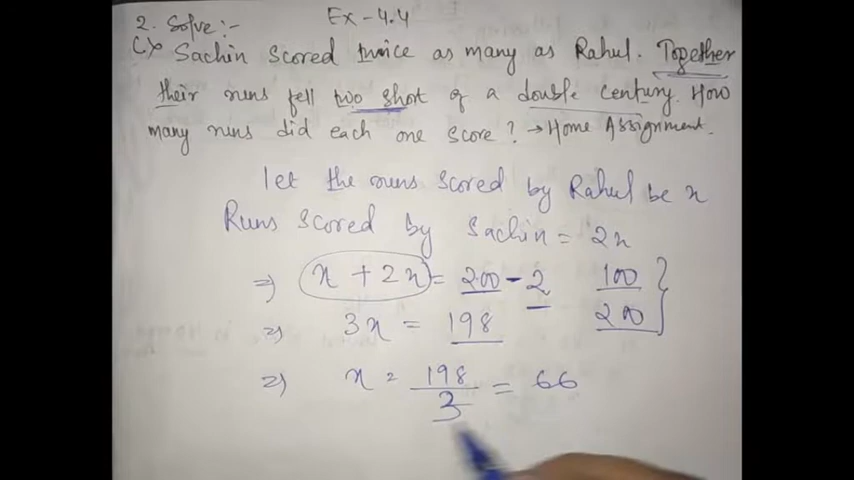 2. Solve :- Ex - 4.4
(c) Sachin Scored twice as many as Rahul. Together
their runs fell two short of a double century. How
many runs did each one score? → Home Assignment.
let the runs scored by Rahul be x
Runs Scored by Sachin = 2x
⇒ x + 2x = 200 - 2 100
⇒ 3x = 198 200
⇒ x = 198/3 = 66